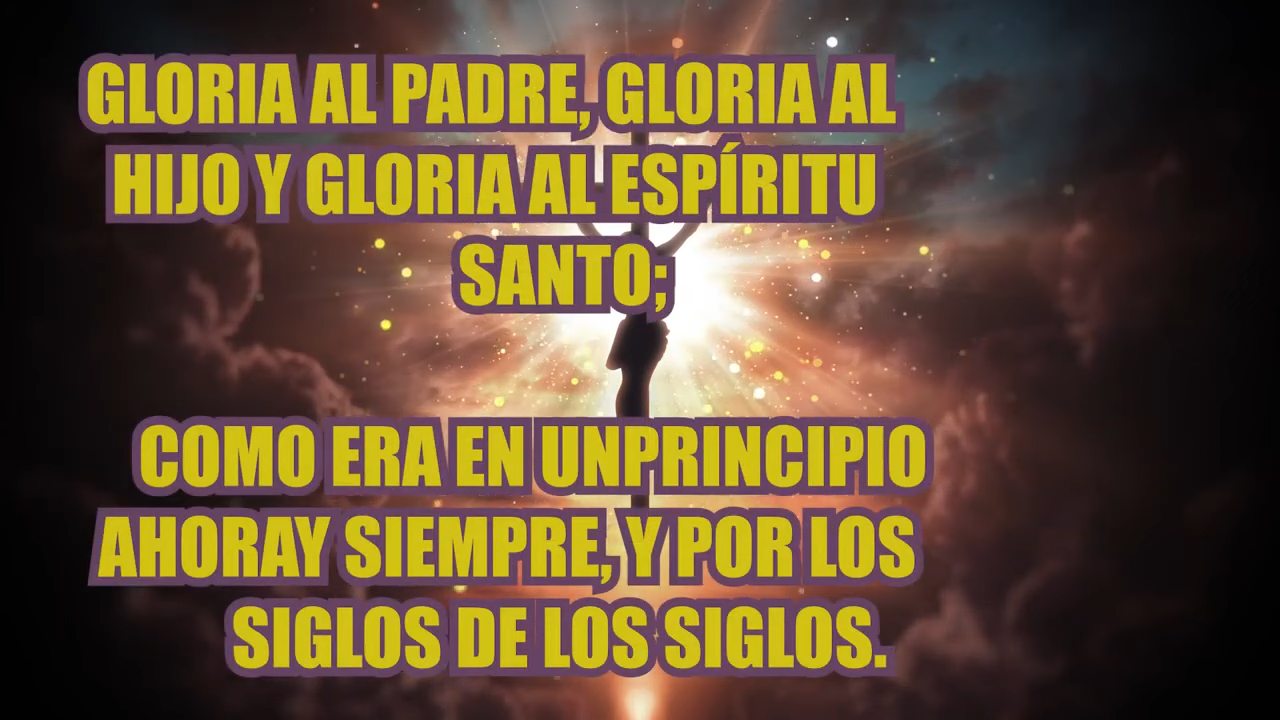 GLORIA AL PADRE, GLORIA AL
HIJO Y GLORIA AL ESPÍRITU
SANTO;
COMO ERA EN UNPRINCIPIO
AHORAY SIEMPRE, Y POR LOS
SIGLOS DE LOS SIGLOS.